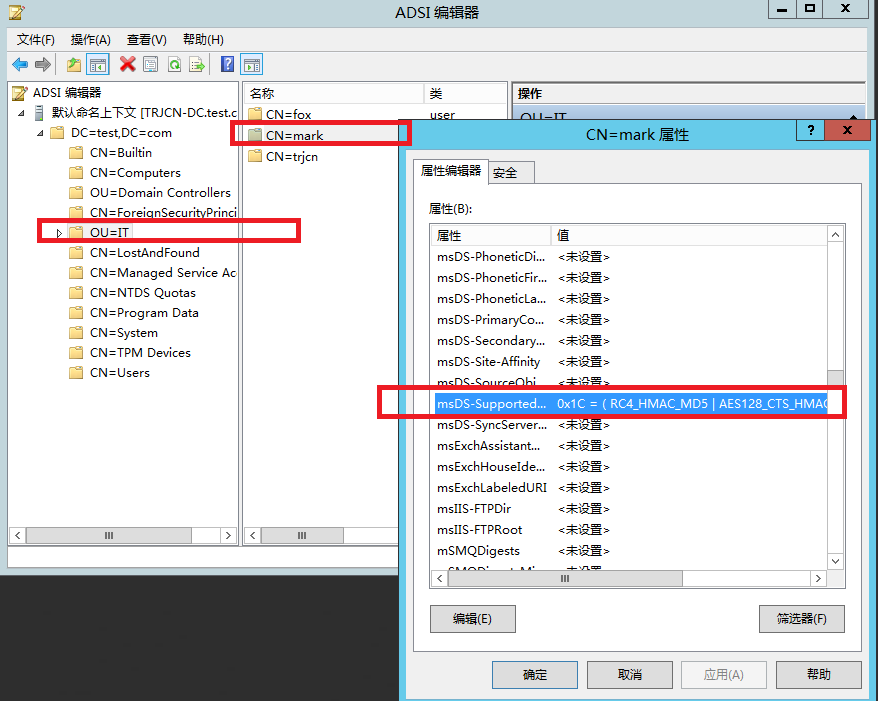 ADSI 编辑器
文件(F) 操作(A) 查看(V) 帮助(H)
ADSI 编辑器
默认命名上下文 [TRJCN-DC.test.c
DC=test,DC=com
CN=Builtin
CN=Computers
OU=Domain Controllers
CN=ForeignSecurityPrinci
OU=IT
CN=LostAndFound
CN=Managed Service Ac
CN=NTDS Quotas
CN=Program Data
CN=System
CN=TPM Devices
CN=Users
名称 类
CN=fox user
CN=mark
CN=trjcn
操作
OU=IT
CN=mark 属性
属性编辑器 安全
属性(B):
属性 值
msDS-PhoneticDi... <未设置>
msDS-PhoneticFir... <未设置>
msDS-PhoneticLa... <未设置>
msDS-PrimaryCo... <未设置>
msDS-Secondary... <未设置>
msDS-Site-Affinity <未设置>
msDS-SourceObj... <未设置>
msDS-Supported... 0x1C = ( RC4_HMAC_MD5 | AES128_CTS_HMAC
msDS-SyncServer... <未设置>
msExchAssistant... <未设置>
msExchHouseIde... <未设置>
msExchLabeledURI <未设置>
msIIS-FTPDir <未设置>
msIIS-FTPRoot <未设置>
mSMQDigests <未设置>
mSMQDigestsMi... <未设置>
编辑(E) 筛选器(F)
确定 取消 应用(A) 帮助